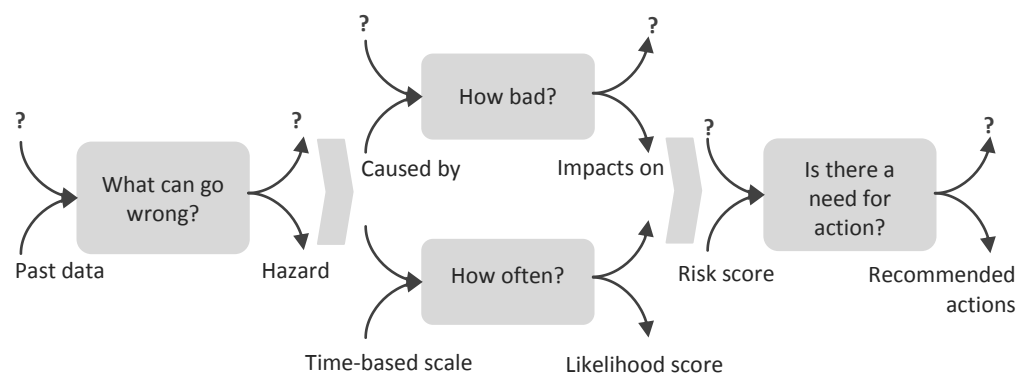 ?
?
How bad?
?
?
?
?
What can go
wrong?
Caused by
Impacts on
Is there a
need for
action?
Past data
Hazard
How often?
Risk score
Recommended
actions
Time-based scale
Likelihood score